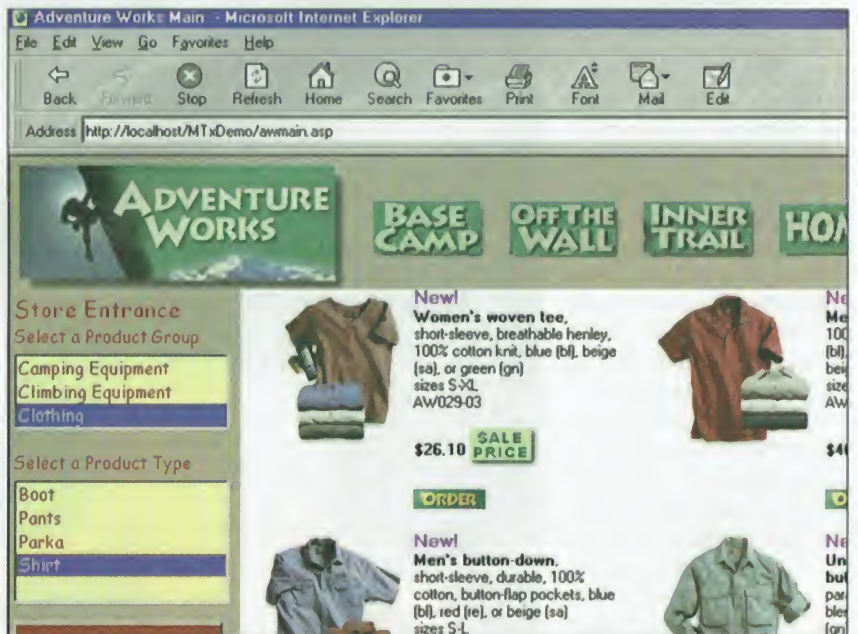 Adventure Works Main - Microsoft Internet Explorer
File Edit View Go Favorites Help
Back Forward Stop Refresh Home Search Favorites Print Font Mail Edit
Address http://localhost/MTxDemo/awmain.asp
ADVENTURE WORKS
BASE CAMP
OFF THE WALL
INNER TRAIL
Store Entrance
Select a Product Group
Camping Equipment
Climbing Equipment
Clothing
Select a Product Type
Boot
Pants
Parka
Shirt
New!
Women's woven tee,
short-sleeve, breathable henley,
100% cotton knit, blue (bl), beige
(sa), or green (gn)
sizes S-XL
AW029-03
$26.10 SALE PRICE
ORDER
New!
Men's button-down,
short-sleeve, durable, 100%
cotton, button-flap pockets, blue
(bl), red (re), or beige (sa)
sizes S-L